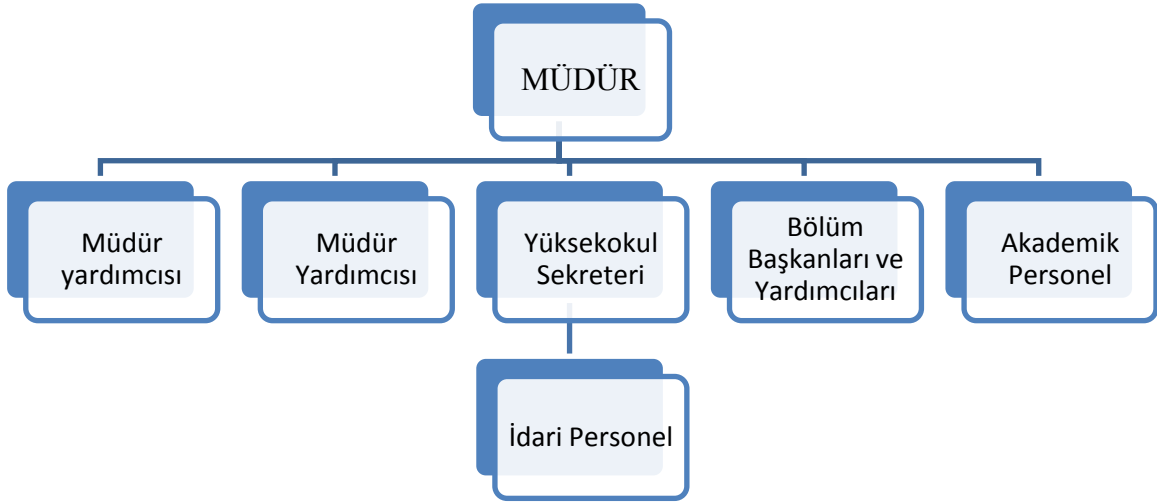 MÜDÜR
Müdür
yardımcısı
Müdür
Yardımcısı
Yüksekokul
Sekreteri
Bölüm
Başkanları ve
Yardımcıları
Akademik
Personel
İdari Personel